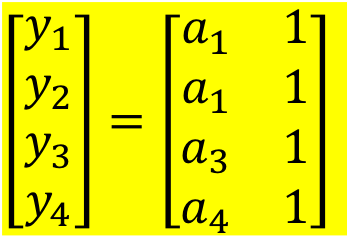 [y₁] = [a₁ 1]
[y₂] = [a₁ 1]
[y₃] = [a₃ 1]
[y₄] = [a₄ 1]